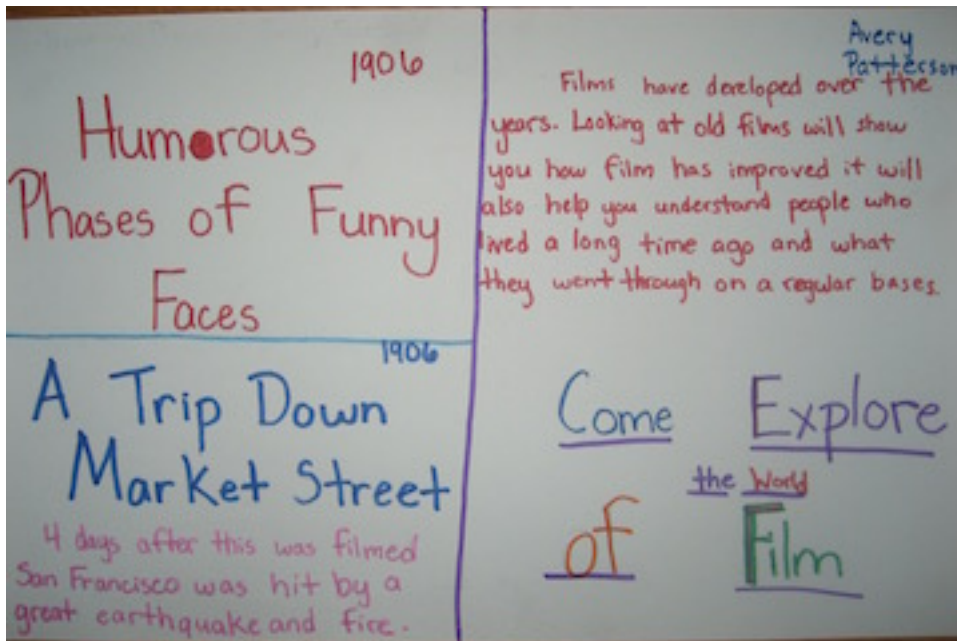 1906
Humorous
Phases of Funny
Faces
1906
A Trip Down
Market Street
4 days after this was filmed
San Francisco was hit by a
great earthquake and fire.
Avery
Patterson
Films have developed over the
years. Looking at old films will show
you how film has improved it will
also help you understand people who
lived a long time ago and what
they went through on a regular bases.
Come Explore
the World
of Film